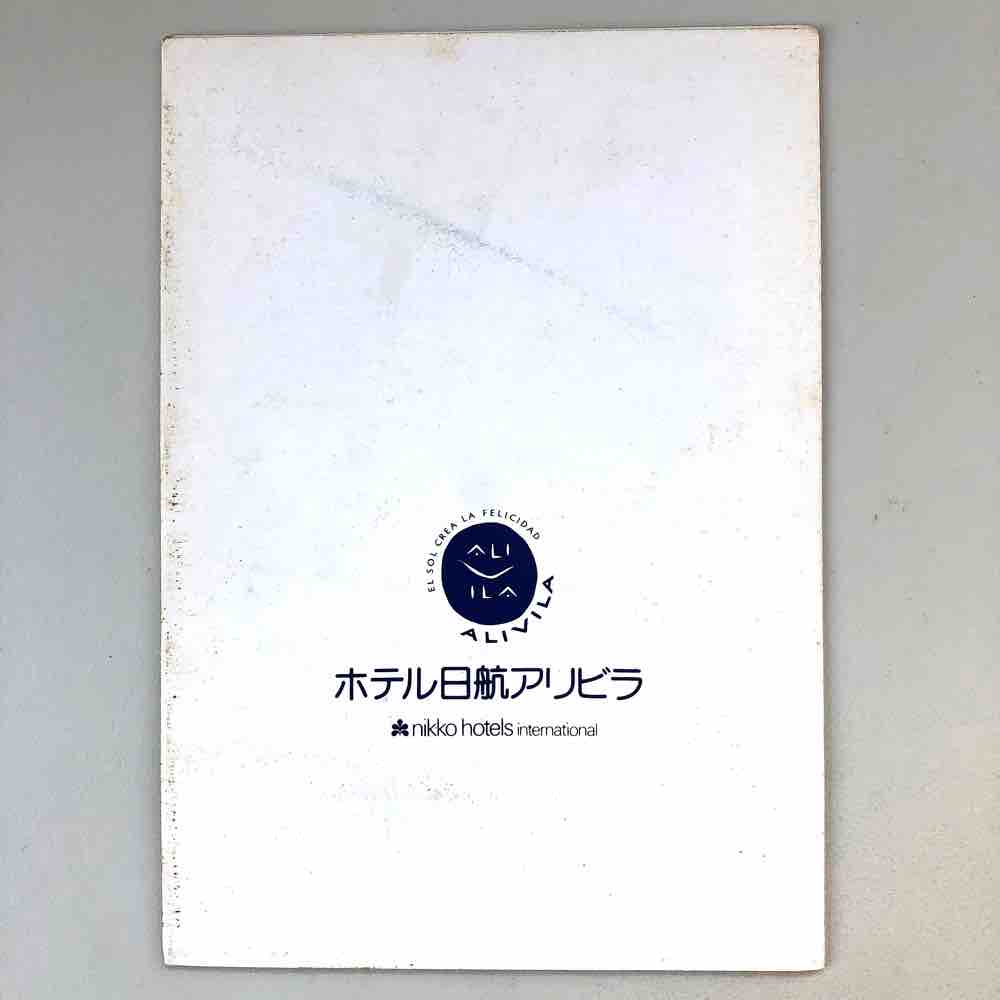 EL SOL CREA LA FELICIDAD
ALI
ILA
ALIVILA
ホテル日航アリビラ
nikko hotels international